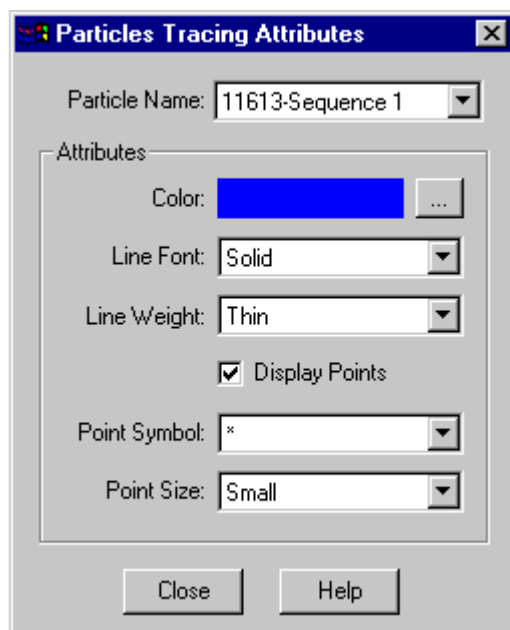 Particles Tracing Attributes
Particle Name: 11613-Sequence 1
Attributes
Color: ...
Line Font: Solid
Line Weight: Thin
Display Points
Point Symbol: *
Point Size: Small
Close Help